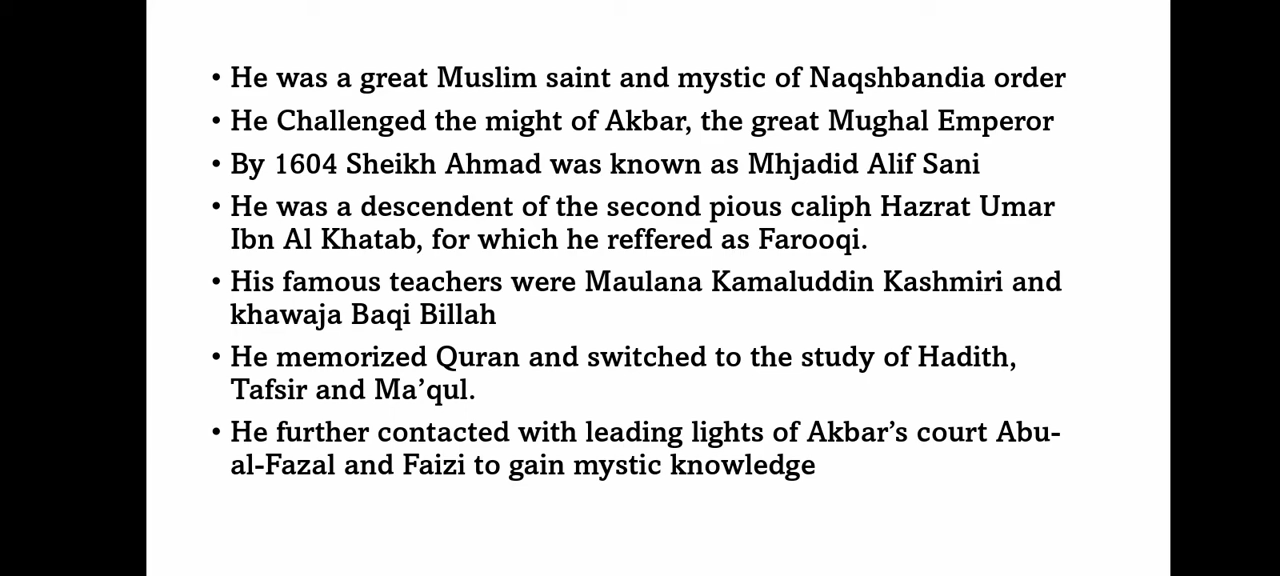 • He was a great Muslim saint and mystic of Naqshbandia order
• He Challenged the might of Akbar, the great Mughal Emperor
• By 1604 Sheikh Ahmad was known as Mhjadid Alif Sani
• He was a descendent of the second pious caliph Hazrat Umar
Ibn Al Khatab, for which he reffered as Farooqi.
• His famous teachers were Maulana Kamaluddin Kashmiri and
khawaja Baqi Billah
• He memorized Quran and switched to the study of Hadith,
Tafsir and Ma’qul.
• He further contacted with leading lights of Akbar’s court Abu-
al-Fazal and Faizi to gain mystic knowledge